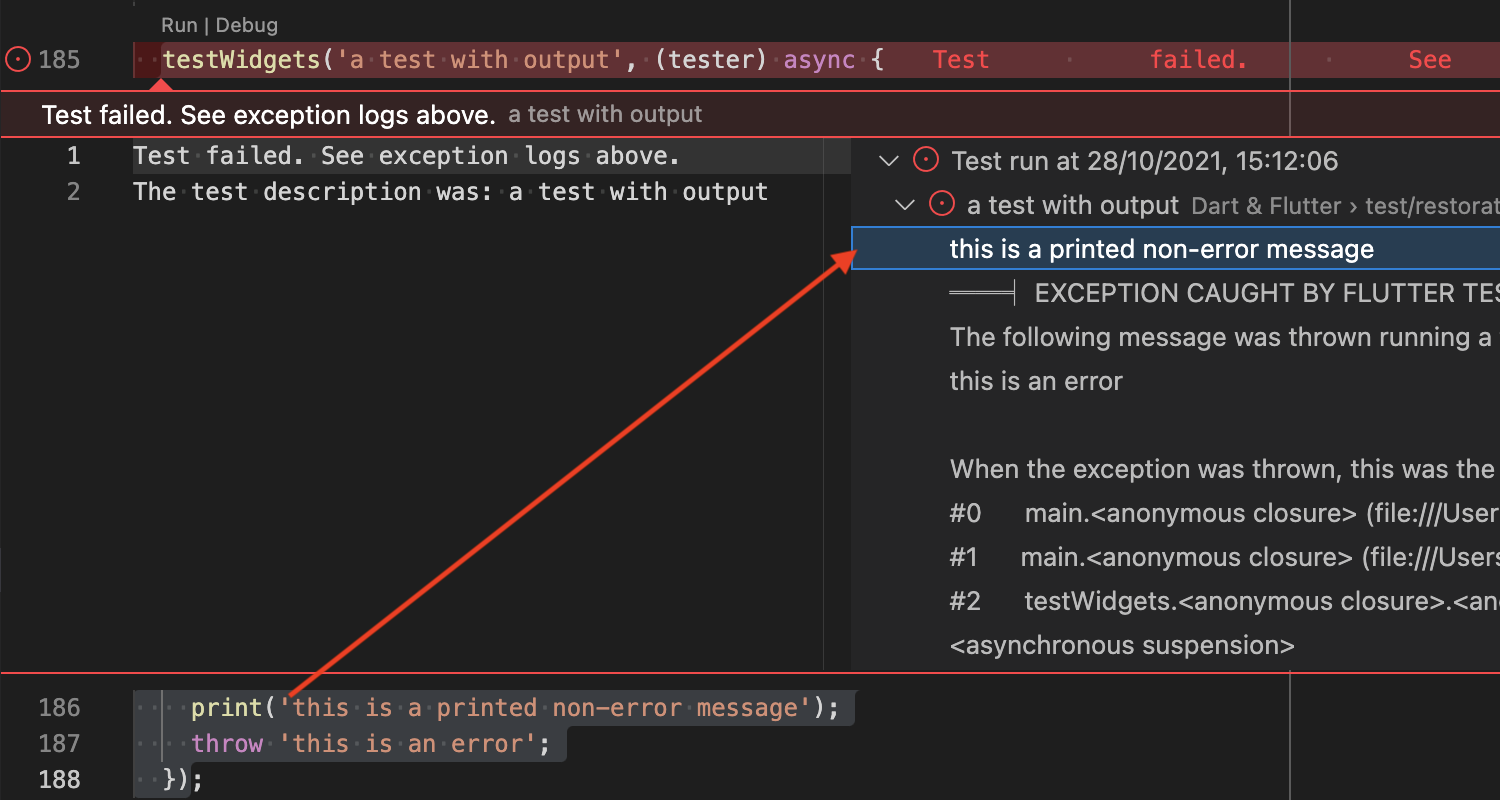 Run | Debug
185 testWidgets('a test with output', (tester) async { Test · failed. · See
Test failed. See exception logs above. a test with output
1 Test failed. See exception logs above.
2 The test description was: a test with output
Test run at 28/10/2021, 15:12:06
a test with output Dart & Flutter › test/restorat
this is a printed non-error message
════╡ EXCEPTION CAUGHT BY FLUTTER TES
The following message was thrown running a
this is an error
When the exception was thrown, this was the
#0 main.<anonymous closure> (file:///User
#1 main.<anonymous closure> (file:///Users
#2 testWidgets.<anonymous closure>.<ano
<asynchronous suspension>
186 print('this is a printed non-error message');
187 throw 'this is an error';
188 });